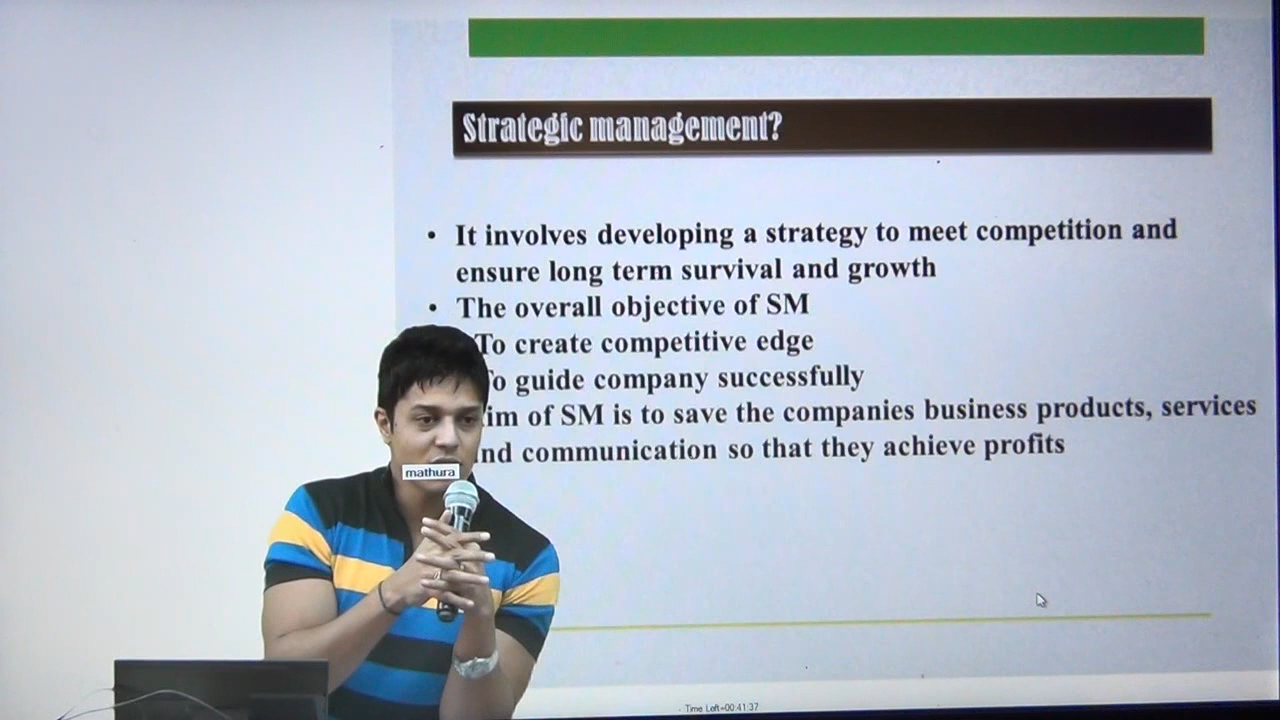 Strategic management?
• It involves developing a strategy to meet competition and
ensure long term survival and growth
• The overall objective of SM
To create competitive edge
To guide company successfully
of SM is to save the companies business products, services
communication so that they achieve profits
mathura
- Time Left=00:41:37